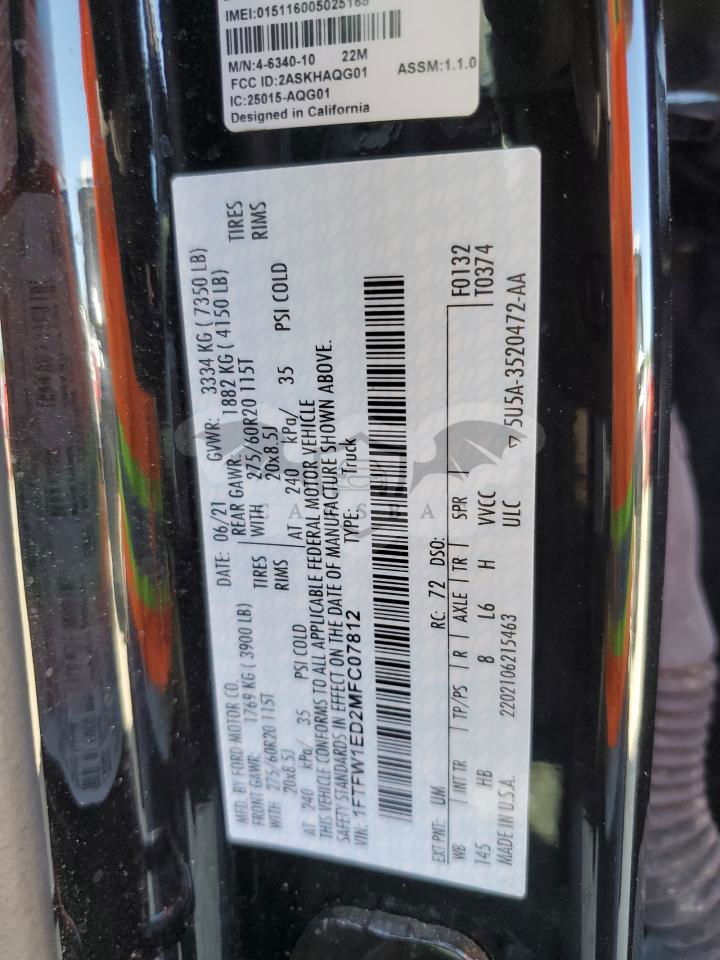 IMEI:015116005025165
M/N:4-6340-10 22M
FCC ID:2ASKHAQG01
IC:25015-AQG01 ASSM:1.1.0
Designed in California
MFD. BY FORD MOTOR CO. DATE: 06/21 GVWR: 3334 KG ( 7350 LB)
FRONT GAWR: 1769 KG ( 3900 LB) REAR GAWR: 1882 KG ( 4150 LB)
WITH 275/60R20 115T TIRES WITH 275/60R20 115T TIRES
20x8.5J RIMS 20x8.5J RIMS
AT 240 kPa/ 35 PSI COLD AT 240 kPa/ 35 PSI COLD
THIS VEHICLE CONFORMS TO ALL APPLICABLE FEDERAL MOTOR VEHICLE
SAFETY STANDARDS IN EFFECT ON THE DATE OF MANUFACTURE SHOWN ABOVE.
VIN: 1FTFW1ED2MFC07812 TYPE: Truck
EXT PNT: UM RC: 72 DSO: F0132
WB INT TR TP/PS R AXLE TR SPR T0374
145 HB 8 L6 H VVCC
MADE IN U.S.A. 2202106215463 ULC ▽5U5A-3520472-AA